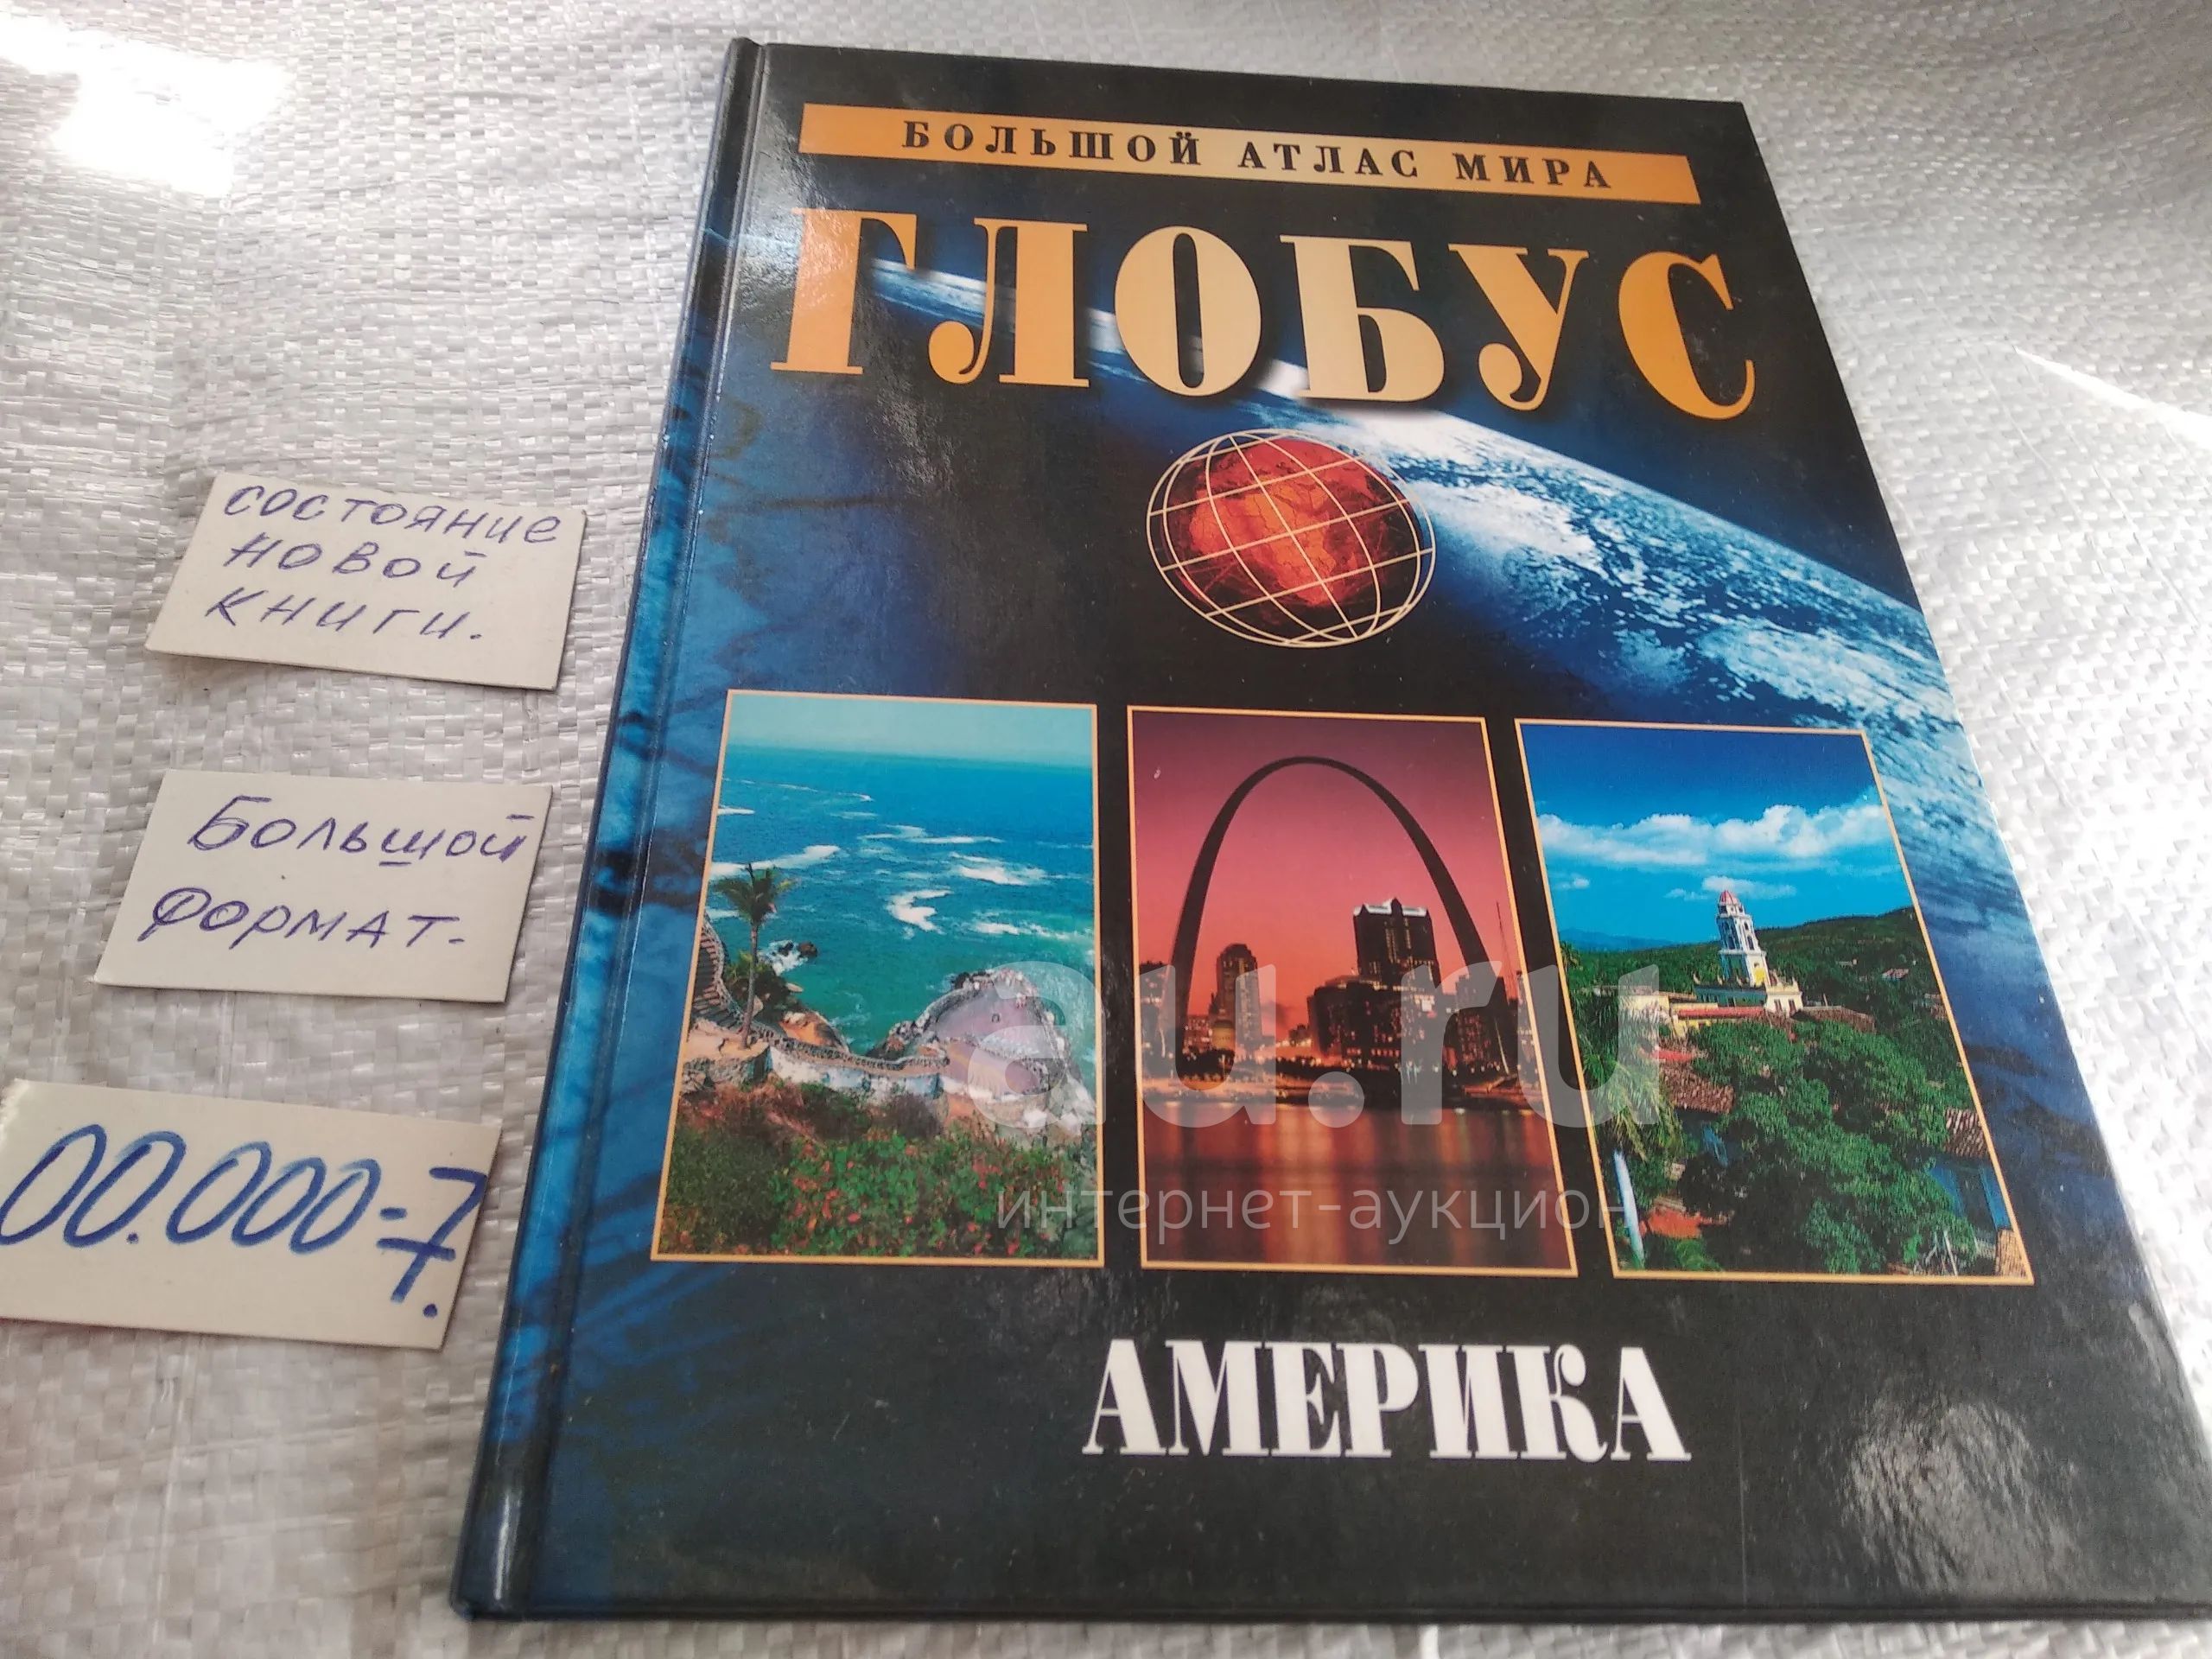 БОЛЬШОЙ АТЛАС МИРА
ГЛОБУС
АМЕРИКА
состояние
новой
книги.
Большой
формат.
00.000=7.
au.ru
интернет-аукцион